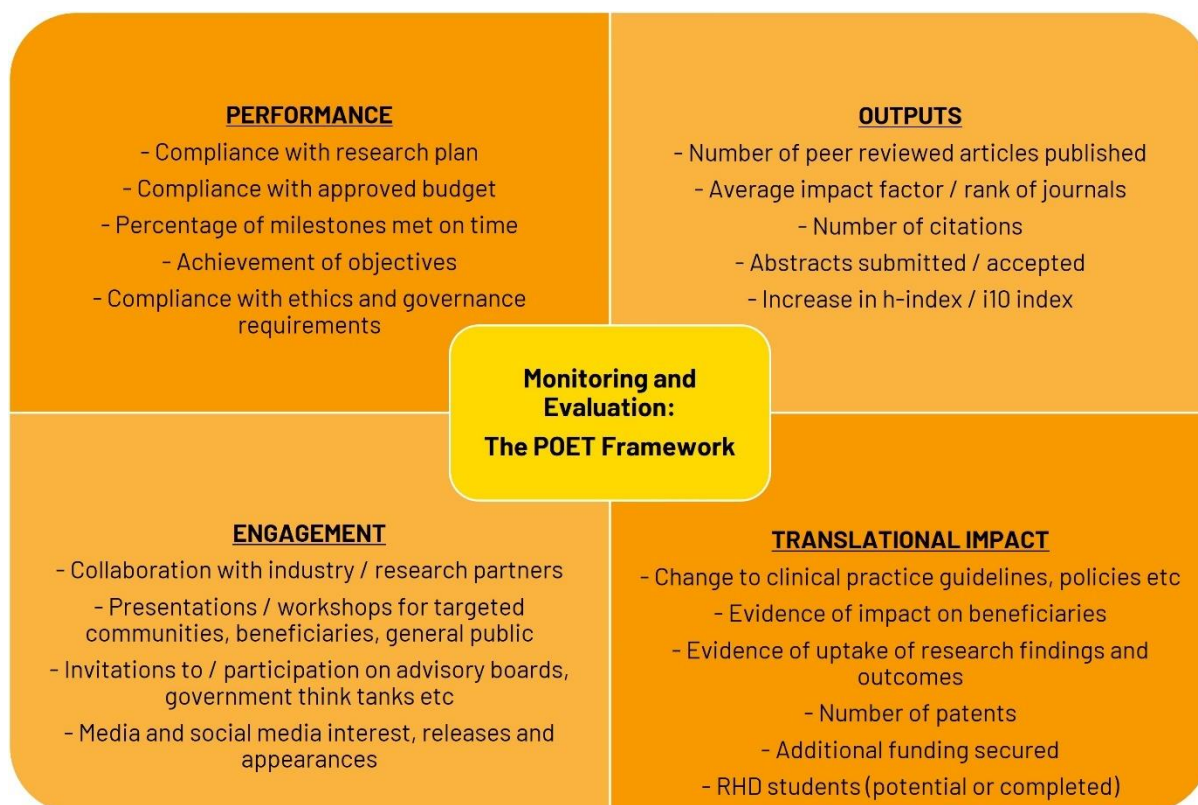 PERFORMANCE
- Compliance with research plan
- Compliance with approved budget
- Percentage of milestones met on time
- Achievement of objectives
- Compliance with ethics and governance
requirements
OUTPUTS
- Number of peer reviewed articles published
- Average impact factor / rank of journals
- Number of citations
- Abstracts submitted / accepted
- Increase in h-index / i10 index
Monitoring and
Evaluation:
The POET Framework
ENGAGEMENT
- Collaboration with industry / research partners
- Presentations / workshops for targeted
communities, beneficiaries, general public
- Invitations to / participation on advisory boards,
government think tanks etc
- Media and social media interest, releases and
appearances
TRANSLATIONAL IMPACT
- Change to clinical practice guidelines, policies etc
- Evidence of impact on beneficiaries
- Evidence of uptake of research findings and
outcomes
- Number of patents
- Additional funding secured
- RHD students (potential or completed)